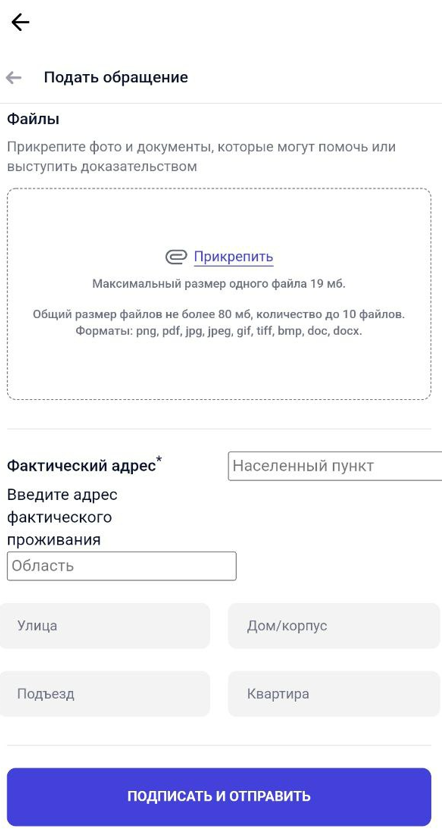 Подать обращение
Файлы
Прикрепите фото и документы, которые могут помочь или
выступить доказательством
Прикрепить
Максимальный размер одного файла 19 мб.
Общий размер файлов не более 80 мб, количество до 10 файлов.
Форматы: png, pdf, jpg, jpeg, gif, tiff, bmp, doc, docx.
Фактический адрес*
Населенный пункт
Введите адрес
фактического
проживания
Область
Улица
Дом/корпус
Подъезд
Квартира
ПОДПИСАТЬ И ОТПРАВИТЬ